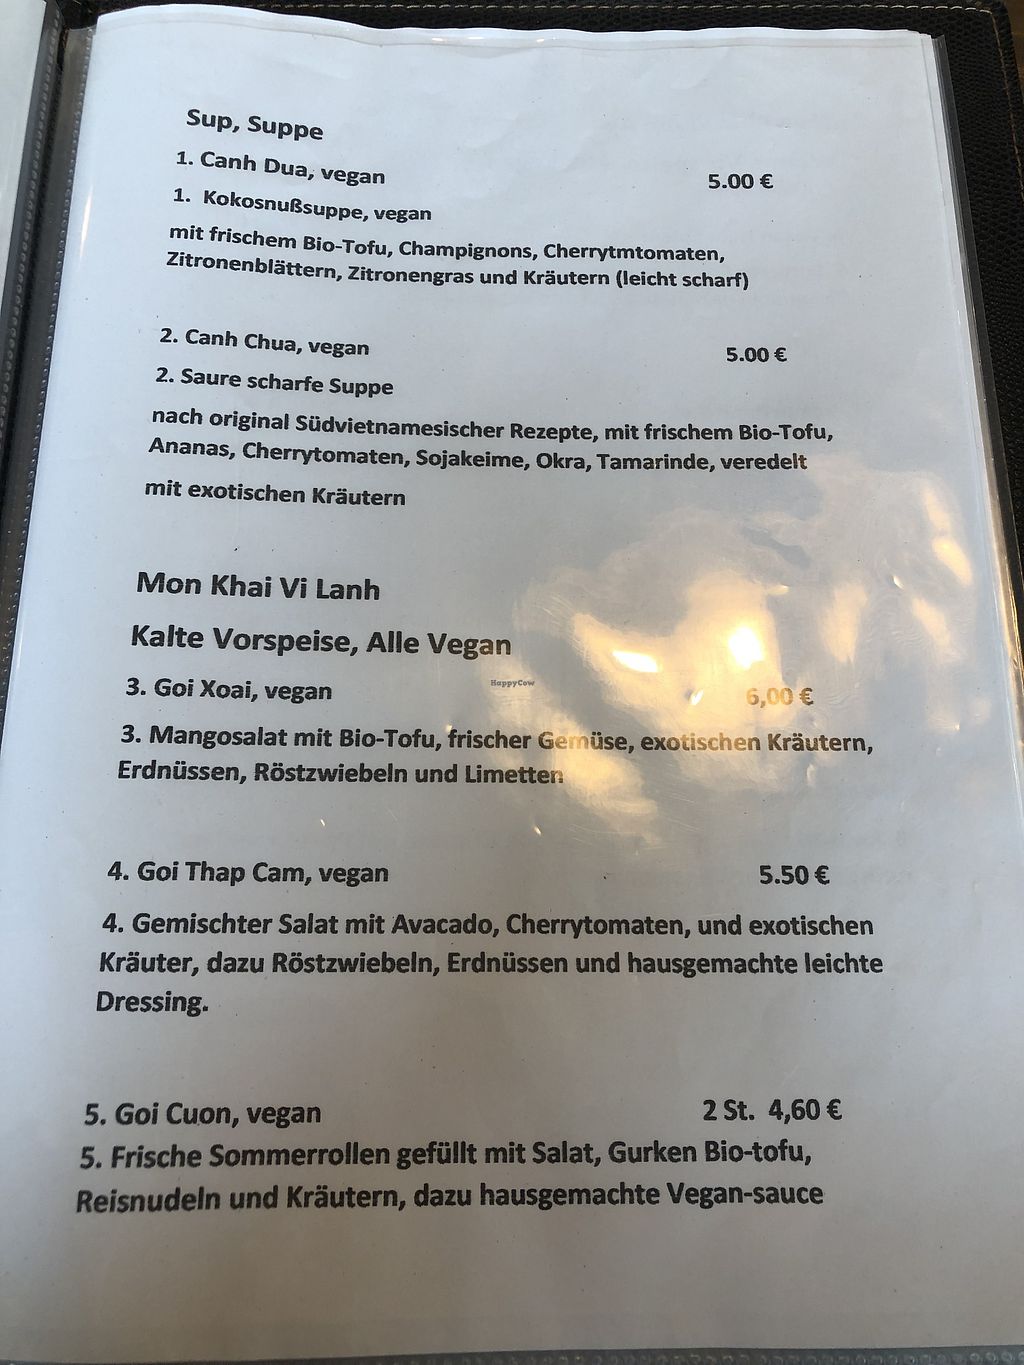 Sup, Suppe
1. Canh Dua, vegan 5.00 €
1. Kokosnußsuppe, vegan
mit frischem Bio-Tofu, Champignons, Cherrytmtomaten,
Zitronenblättern, Zitronengras und Kräutern (leicht scharf)
2. Canh Chua, vegan 5.00 €
2. Saure scharfe Suppe
nach original Südvietnamesischer Rezepte, mit frischem Bio-Tofu,
Ananas, Cherrytomaten, Sojakeime, Okra, Tamarinde, veredelt
mit exotischen Kräutern
Mon Khai Vi Lanh
Kalte Vorspeise, Alle Vegan
HappyCow
3. Goi Xoai, vegan 6,00 €
3. Mangosalat mit Bio-Tofu, frischer Gemüse, exotischen Kräutern,
Erdnüssen, Röstzwiebeln und Limetten
4. Goi Thap Cam, vegan 5.50 €
4. Gemischter Salat mit Avacado, Cherrytomaten, und exotischen
Kräuter, dazu Röstzwiebeln, Erdnüssen und hausgemachte leichte
Dressing.
5. Goi Cuon, vegan 2 St. 4,60 €
5. Frische Sommerrollen gefüllt mit Salat, Gurken Bio-tofu,
Reisnudeln und Kräutern, dazu hausgemachte Vegan-sauce